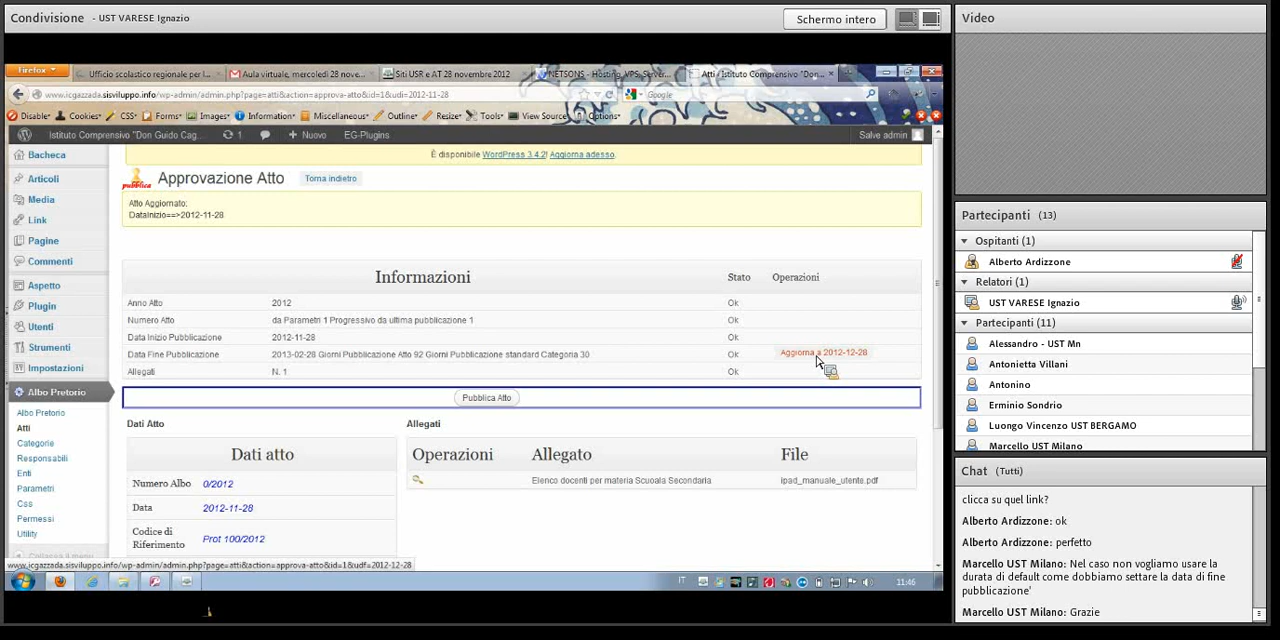 Condivisione - UST VARESE Ignazio
Schermo intero
Firefox
Ufficio scolastico regionale per l...
Aula virtuale, mercoledì 28 nove...
Siti USR e AT 28 novembre 2012
NETSONS - Hosting, VPS, Server...
Atti ‹ Istituto Comprensivo "Don...
www.icgazzada.sisviluppo.info/wp-admin/admin.php?page=atti&action=approva-atto&id=1&udi=2012-11-28
Google
Disable Cookies CSS Forms Images Information Miscellaneous Outline Resize Tools View Source Options
Istituto Comprensivo "Don Guido Cag...
1
Nuovo
EG-Plugins
Salve admin
Bacheca
Articoli
Media
Link
Pagine
Commenti
Aspetto
Plugin
Utenti
Strumenti
Impostazioni
Albo Pretorio
Albo Pretorio
Atti
Categorie
Responsabili
Enti
Parametri
Css
Permessi
Utility
Collassa il menu
È disponibile WordPress 3.4.2! Aggiorna adesso.
pubblica
Approvazione Atto
Torna indietro
Atto Aggiornato:
DataInizio==>2012-11-28
Informazioni Stato Operazioni
Anno Atto 2012 Ok
Numero Atto da Parametri 1 Progressivo da ultima pubblicazione 1 Ok
Data Inizio Pubblicazione 2012-11-28 Ok
Data Fine Pubblicazione 2013-02-28 Giorni Pubblicazione Atto 92 Giorni Pubblicazione standard Categoria 30 Ok Aggiorna a 2012-12-28
Allegati N. 1 Ok
Pubblica Atto
Dati Atto
Dati atto
Numero Albo 0/2012
Data 2012-11-28
Codice di
Riferimento Prot 100/2012
Allegati
Operazioni Allegato File
Elenco docenti per materia Scuoala Secondaria ipad_manuale_utente.pdf
www.icgazzada.sisviluppo.info/wp-admin/admin.php?page=atti&action=approva-atto&id=1&udf=2012-12-28
IT
11:46
Video
Partecipanti (13)
Ospitanti (1)
Alberto Ardizzone
Relatori (1)
UST VARESE Ignazio
Partecipanti (11)
Alessandro - UST Mn
Antonietta Villani
Antonino
Erminio Sondrio
Luongo Vincenzo UST BERGAMO
Marcello UST Milano
Chat (Tutti)
clicca su quel link?
Alberto Ardizzone: ok
Alberto Ardizzone: perfetto
Marcello UST Milano: Nel caso non vogliamo usare la
durata di default come dobbiamo settare la data di fine
pubblicazione'
Marcello UST Milano: Grazie